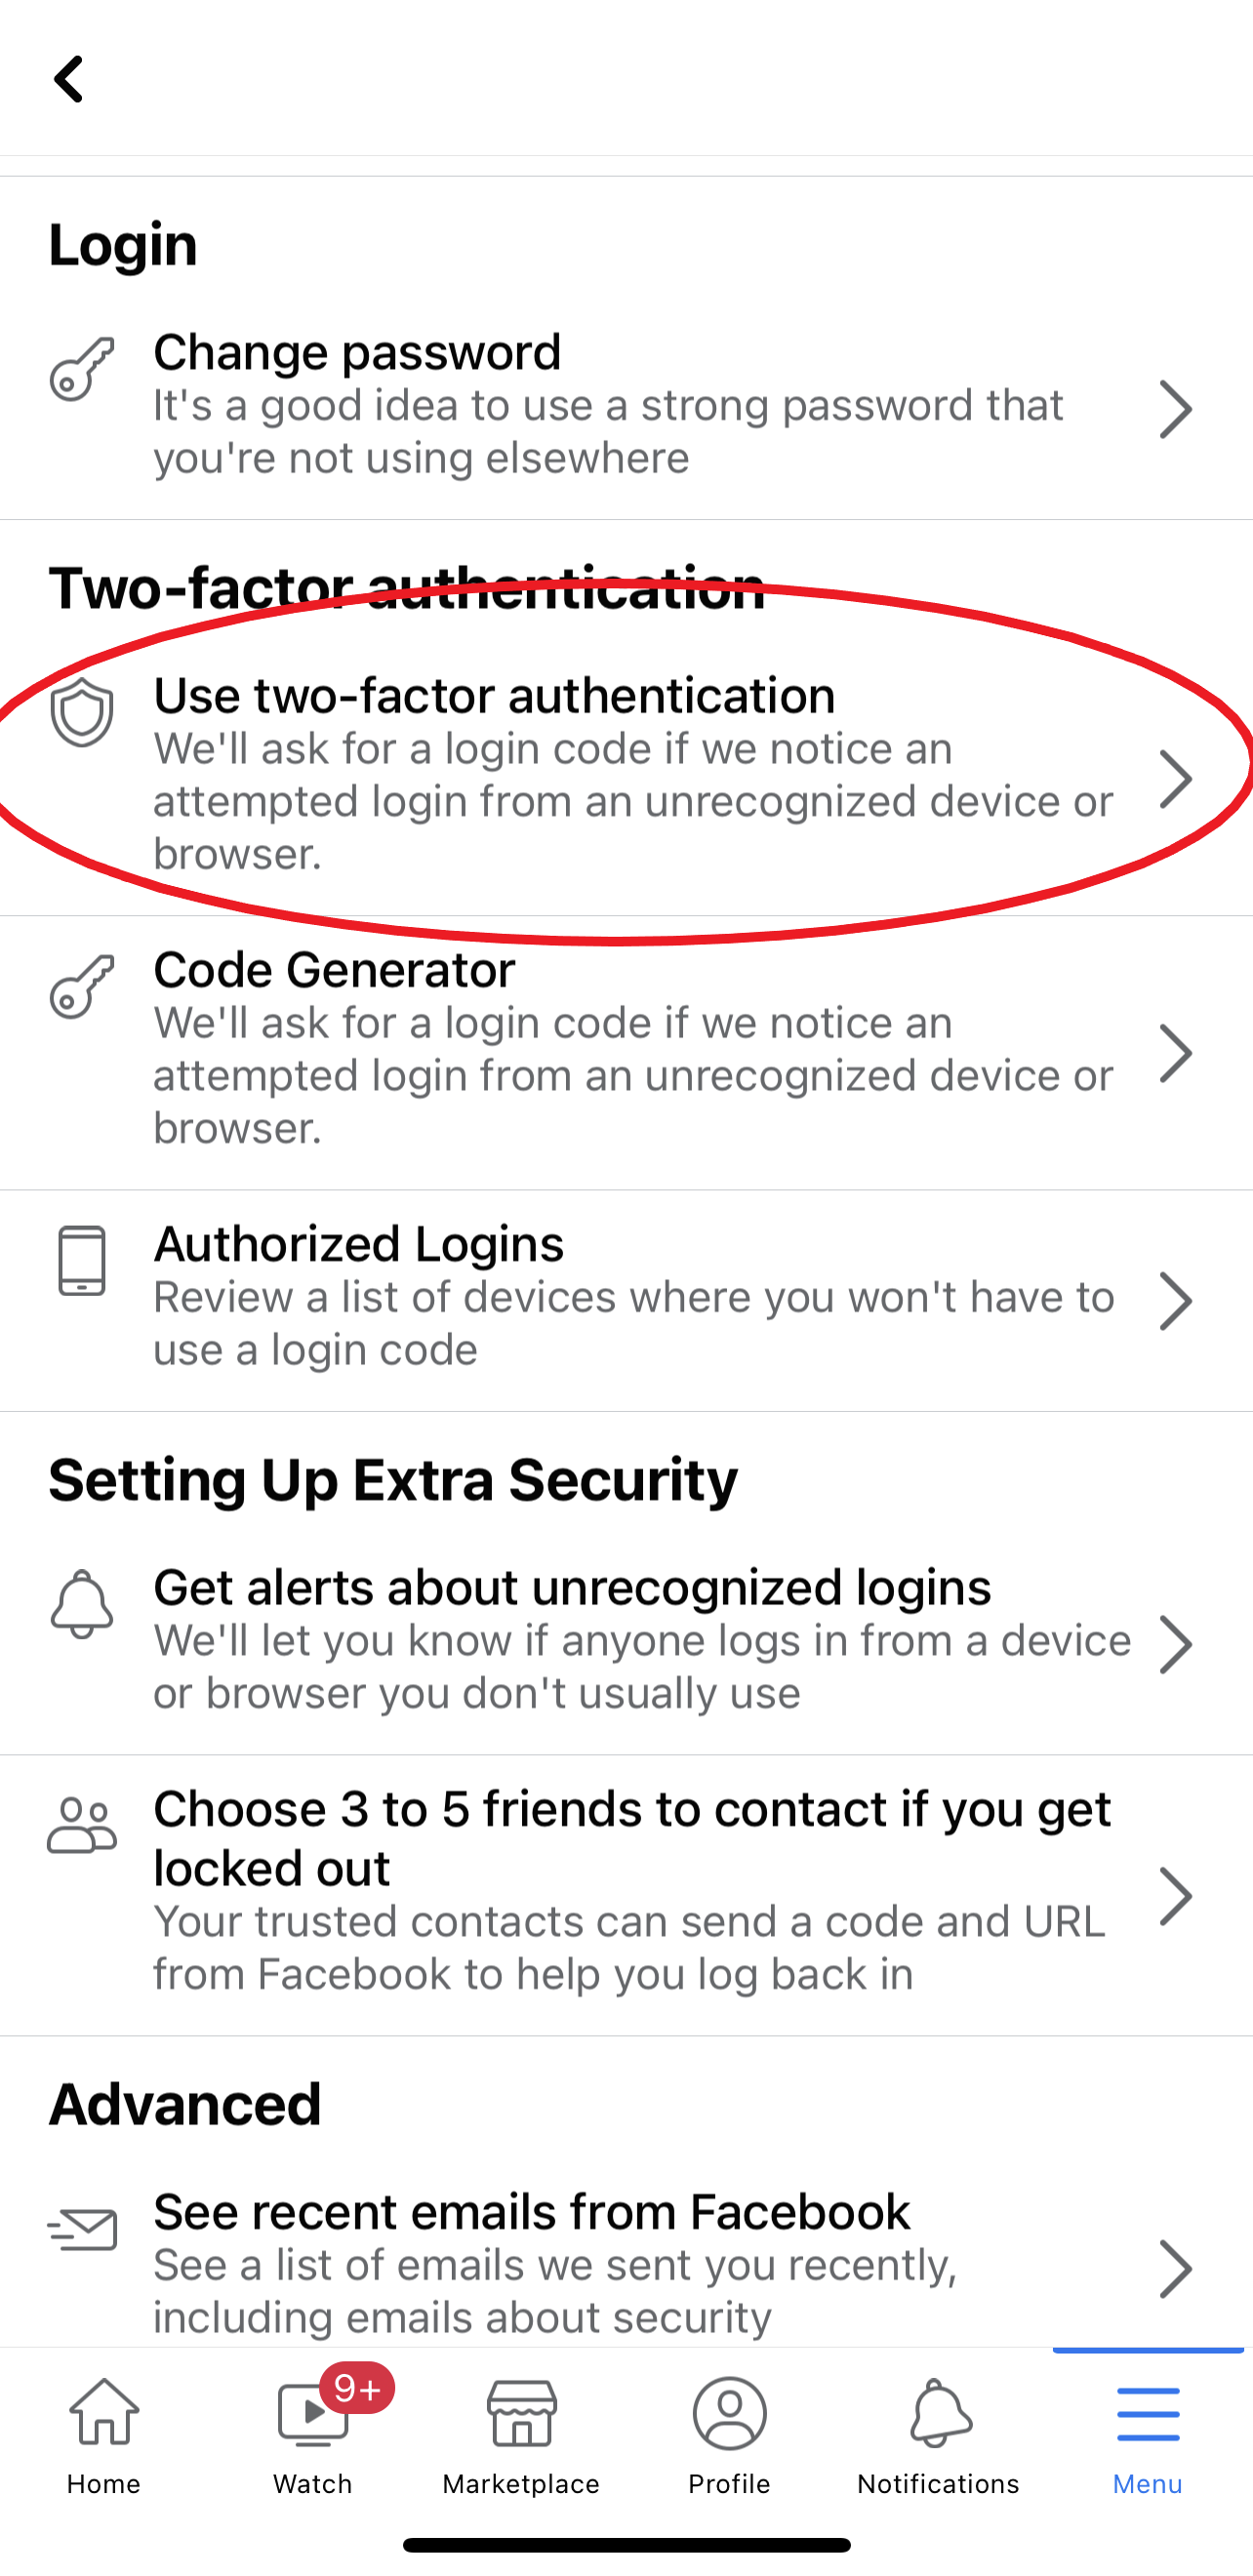 Login
Change password
It's a good idea to use a strong password that
you're not using elsewhere
Two-factor authentication
Use two-factor authentication
We'll ask for a login code if we notice an
attempted login from an unrecognized device or
browser.
Code Generator
We'll ask for a login code if we notice an
attempted login from an unrecognized device or
browser.
Authorized Logins
Review a list of devices where you won't have to
use a login code
Setting Up Extra Security
Get alerts about unrecognized logins
We'll let you know if anyone logs in from a device
or browser you don't usually use
Choose 3 to 5 friends to contact if you get
locked out
Your trusted contacts can send a code and URL
from Facebook to help you log back in
Advanced
See recent emails from Facebook
See a list of emails we sent you recently,
including emails about security
9+
Home Watch Marketplace Profile Notifications Menu